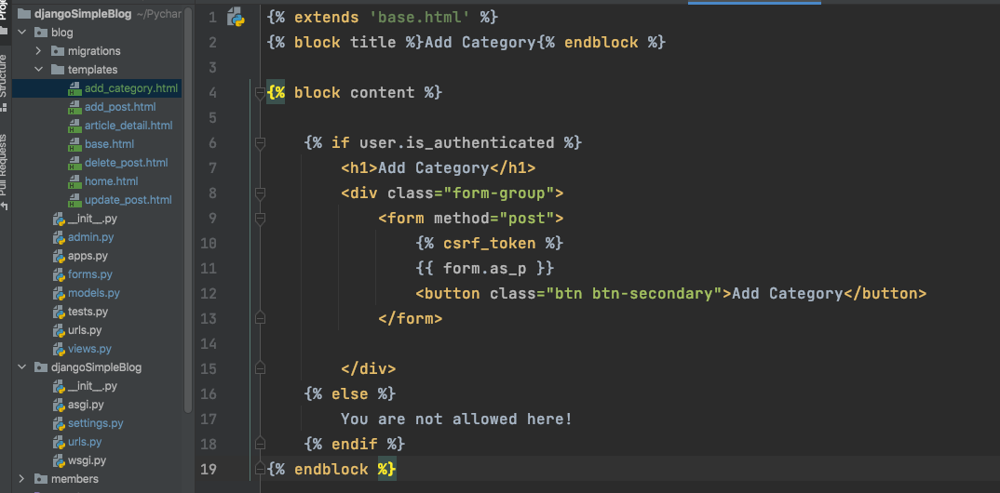 Proje
Structure
Pull Requests
djangoSimpleBlog ~/Pychar
blog
migrations
templates
add_category.html
add_post.html
article_detail.html
base.html
delete_post.html
home.html
update_post.html
__init__.py
admin.py
apps.py
forms.py
models.py
tests.py
urls.py
views.py
djangoSimpleBlog
__init__.py
asgi.py
settings.py
urls.py
wsgi.py
members
1 {% extends 'base.html' %}
2 {% block title %}Add Category{% endblock %}
3
4 {% block content %}
5
6 {% if user.is_authenticated %}
7 <h1>Add Category</h1>
8 <div class="form-group">
9 <form method="post">
10 {% csrf_token %}
11 {{ form.as_p }}
12 <button class="btn btn-secondary">Add Category</button>
13 </form>
14
15 </div>
16 {% else %}
17 You are not allowed here!
18 {% endif %}
19 {% endblock %}